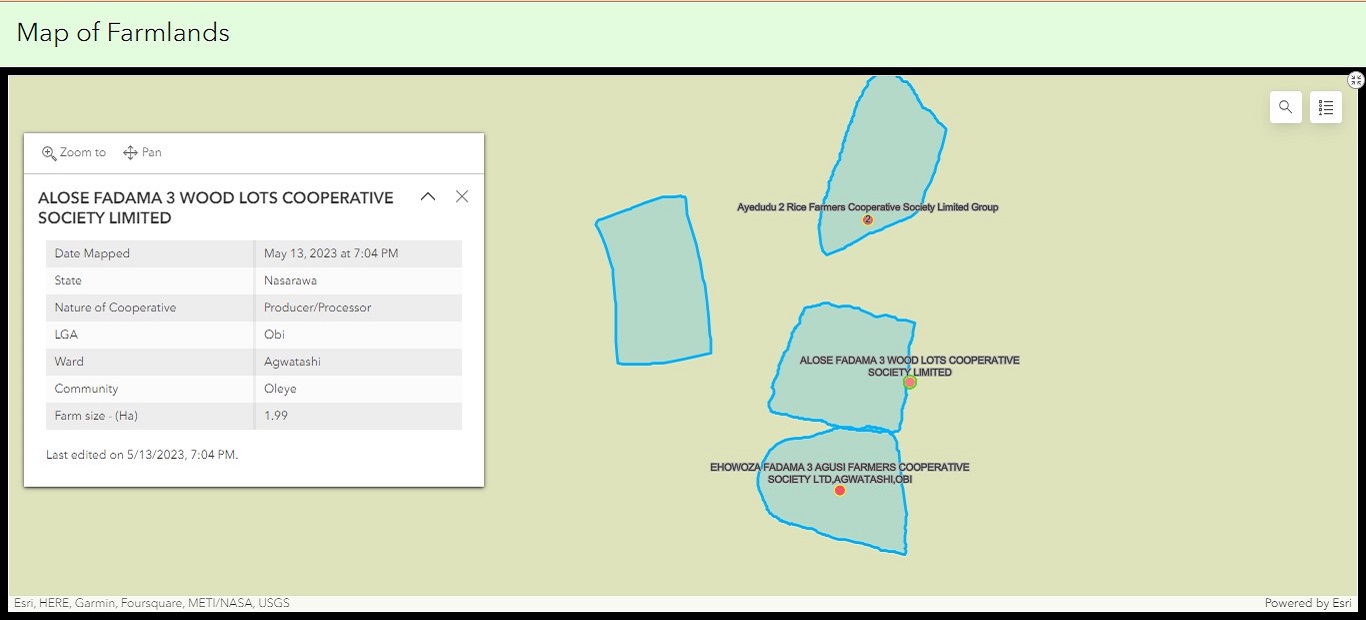 Map of Farmlands
Zoom to Pan
ALOSE FADAMA 3 WOOD LOTS COOPERATIVE
SOCIETY LIMITED
Date Mapped May 13, 2023 at 7:04 PM
State Nasarawa
Nature of Cooperative Producer/Processor
LGA Obi
Ward Agwatashi
Community Oleye
Farm size - (Ha) 1.99
Last edited on 5/13/2023, 7:04 PM.
Ayedudu 2 Rice Farmers Cooperative Society Limited Group
2
ALOSE FADAMA 3 WOOD LOTS COOPERATIVE
SOCIETY LIMITED
EHOWOZA FADAMA 3 AGUSI FARMERS COOPERATIVE
SOCIETY LTD,AGWATASHI,OBI
Esri, HERE, Garmin, Foursquare, METI/NASA, USGS
Powered by Esri